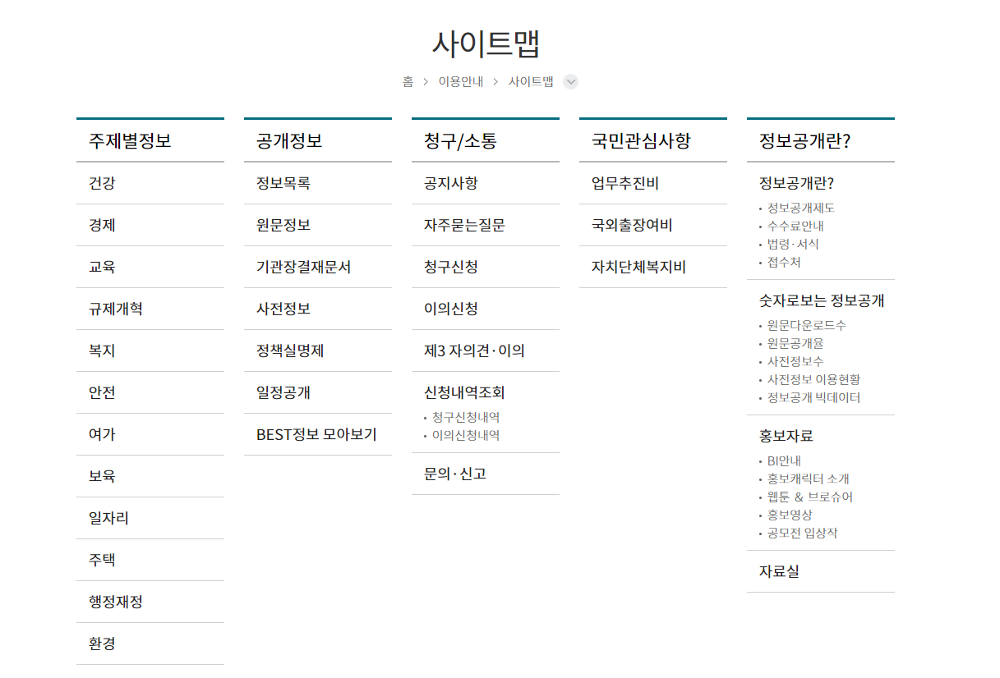 사이트맵
홈 > 이용안내 > 사이트맵
주제별정보
건강
경제
교육
규제개혁
복지
안전
여가
보육
일자리
주택
행정재정
환경
공개정보
정보목록
원문정보
기관장결재문서
사전정보
정책실명제
일정공개
BEST정보 모아보기
청구/소통
공지사항
자주묻는질문
청구신청
이의신청
제3 자의견·이의
신청내역조회
· 청구신청내역
· 이의신청내역
문의·신고
국민관심사항
업무추진비
국외출장여비
자치단체복지비
정보공개란?
정보공개란?
· 정보공개제도
· 수수료안내
· 법령·서식
· 접수처
숫자로보는 정보공개
· 원문다운로드수
· 원문공개율
· 사전정보수
· 사전정보 이용현황
· 정보공개 빅데이터
홍보자료
· BI안내
· 홍보캐릭터 소개
· 웹툰 & 브로슈어
· 홍보영상
· 공모전 입상작
자료실